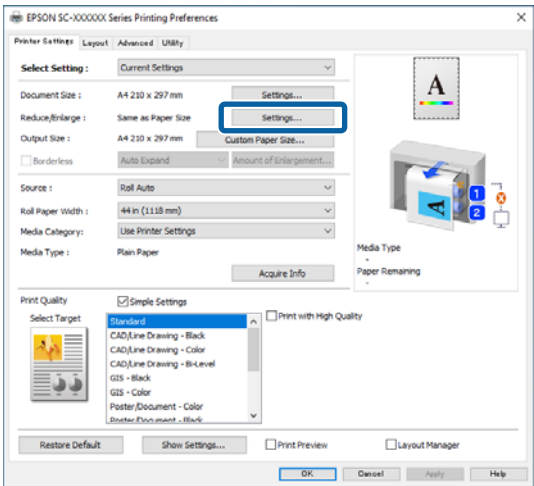 EPSON SC-XXXXXX Series Printing Preferences
Printer Settings Layout Advanced Utility
Select Setting : Current Settings
Document Size : A4 210 x 297 mm Settings...
Reduce/Enlarge : Same as Paper Size Settings...
Output Size : A4 210 x 297 mm Custom Paper Size...
Borderless Auto Expand Amount of Enlargement...
Source : Roll Auto
Roll Paper Width : 44 in (1118 mm)
Media Category: Use Printer Settings
Media Type : Plain Paper
Acquire Info
A
A
1
2
Media Type
-
Paper Remaining
-
Print Quality Simple Settings
Select Target
Standard
CAD/Line Drawing - Black
CAD/Line Drawing - Color
CAD/Line Drawing - Bi-Level
GIS - Black
GIS - Color
Poster/Document - Color
Poster/Document - Black
Print with High Quality
Restore Default Show Settings... Print Preview Layout Manager
OK Cancel Apply Help